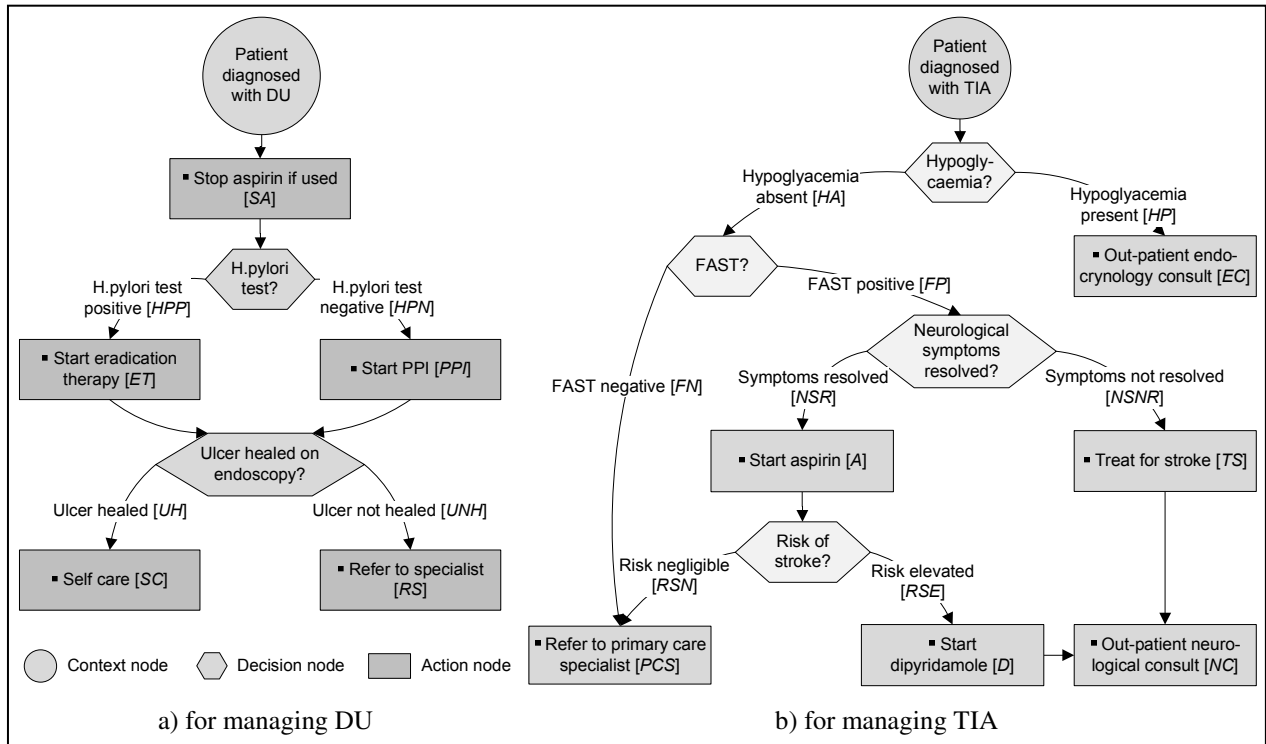 Patient
diagnosed
with DU
▪ Stop aspirin if used
[SA]
H.pylori
test?
H.pylori test
positive [HPP]
H.pylori test
negative [HPN]
▪ Start eradication
therapy [ET]
▪ Start PPI [PPI]
Ulcer healed on
endoscopy?
Ulcer healed [UH]
Ulcer not healed [UNH]
▪ Self care [SC]
▪ Refer to specialist
[RS]
Context node
Decision node
Action node
a) for managing DU
Patient
diagnosed
with TIA
Hypogly-
caemia?
Hypoglyacemia
absent [HA]
Hypoglyacemia
present [HP]
FAST?
▪ Out-patient endo-
crynology consult [EC]
FAST positive [FP]
Neurological
symptoms
resolved?
FAST negative [FN]
Symptoms resolved
[NSR]
Symptoms not resolved
[NSNR]
▪ Start aspirin [A]
▪ Treat for stroke [TS]
Risk of
stroke?
Risk negligible
[RSN]
Risk elevated
[RSE]
▪ Refer to primary care
specialist [PCS]
▪ Start
dipyridamole [D]
▪ Out-patient neuro-
logical consult [NC]
b) for managing TIA